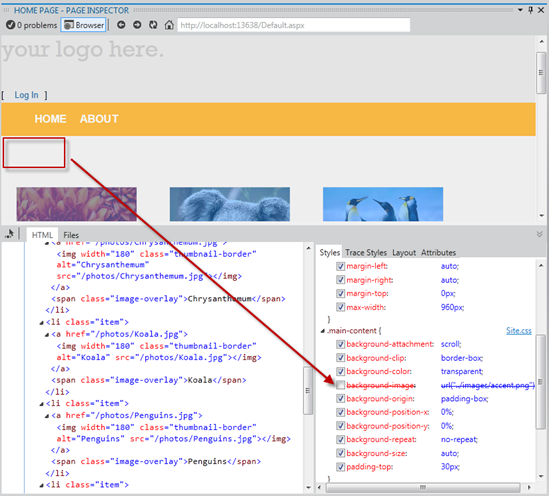 HOME PAGE - PAGE INSPECTOR
0 problems Browser http://localhost:13638/Default.aspx
your logo here.
[ Log In ]
HOME ABOUT
HTML Files
<a href="/photos/Chrysanthemum.jpg">
<img width="180" class="thumbnail-border"
alt="Chrysanthemum"
src="/photos/Chrysanthemum.jpg"></img>
</a>
<span class="image-overlay">Chrysanthemum</span>
<li class="item">
<a href="/photos/Koala.jpg">
<img width="180" class="thumbnail-border"
alt="Koala" src="/photos/Koala.jpg"></img>
</a>
<span class="image-overlay">Koala</span>
<li class="item">
<a href="/photos/Penguins.jpg">
<img width="180" class="thumbnail-border"
alt="Penguins" src="/photos/Penguins.jpg"></img>
</a>
<span class="image-overlay">Penguins</span>
<li class="item">
Styles Trace Styles Layout Attributes
margin-left: auto;
margin-right: auto;
margin-top: 0px;
max-width: 960px;
}
.main-content { Site.css
background-attachment: scroll;
background-clip: border-box;
background-color: transparent;
background-image: url("../images/accent.png")
background-origin: padding-box;
background-position-x: 0%;
background-position-y: 0%;
background-repeat: no-repeat;
background-size: auto;
padding-top: 30px;
}